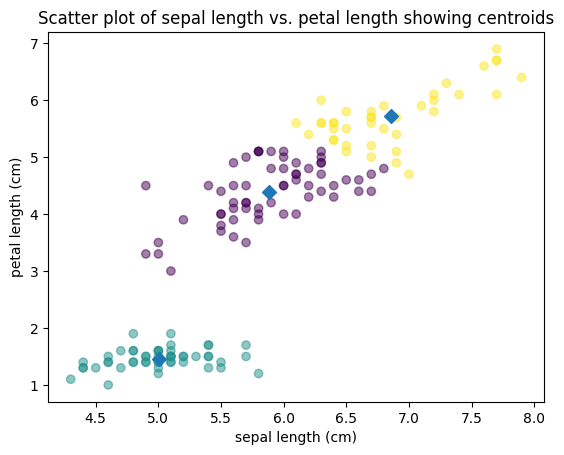 Scatter plot of sepal length vs. petal length showing centroids
7
6
5
4
3
2
1
petal length (cm)
4.5 5.0 5.5 6.0 6.5 7.0 7.5 8.0
sepal length (cm)